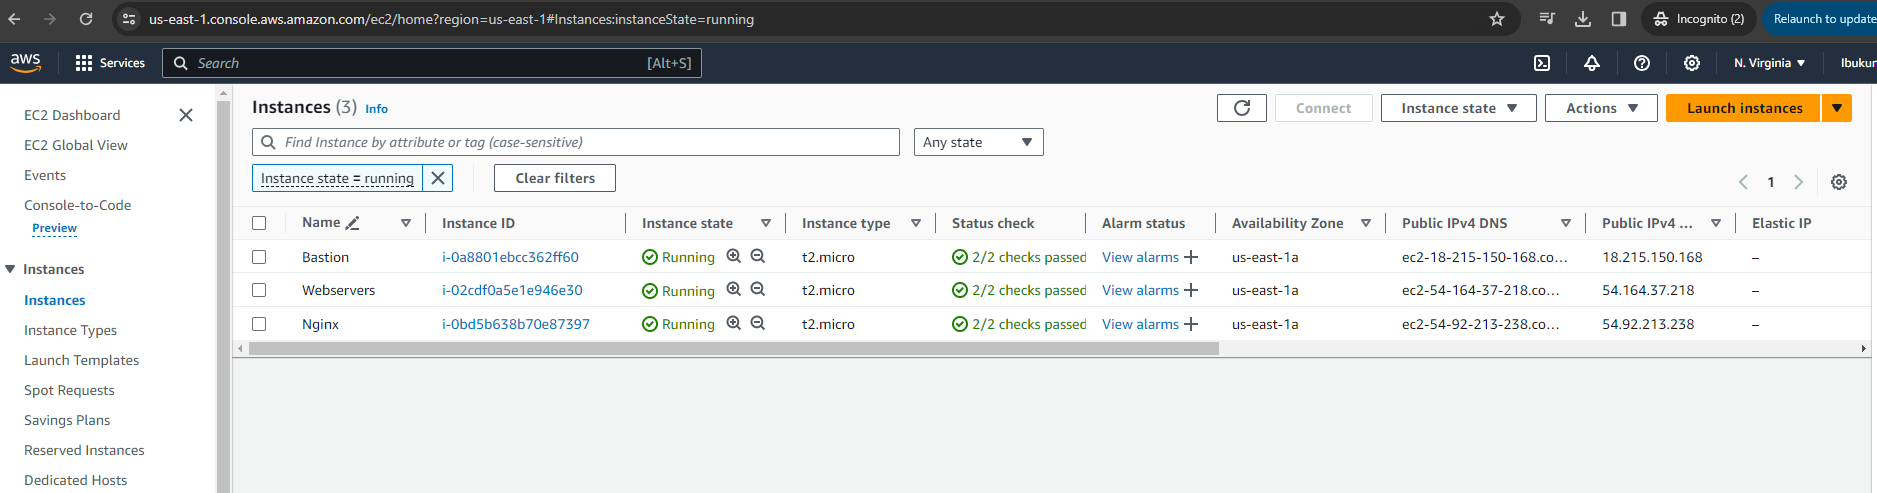 us-east-1.console.aws.amazon.com/ec2/home?region=us-east-1#Instances:instanceState=running
Incognito (2)
Relaunch to update
aws
Services
Search
[Alt+S]
N. Virginia
Ibukur
EC2 Dashboard
EC2 Global View
Events
Console-to-Code
Preview
Instances
Instances
Instance Types
Launch Templates
Spot Requests
Savings Plans
Reserved Instances
Dedicated Hosts
Instances (3) Info
Connect
Instance state
Actions
Launch instances
Find Instance by attribute or tag (case-sensitive)
Any state
Instance state = running
Clear filters
1
Name Instance ID Instance state Instance type Status check Alarm status Availability Zone Public IPv4 DNS Public IPv4 ... Elastic IP
Bastion i-0a8801ebcc362ff60 Running t2.micro 2/2 checks passed View alarms + us-east-1a ec2-18-215-150-168.co... 18.215.150.168 –
Webservers i-02cdf0a5e1e946e30 Running t2.micro 2/2 checks passed View alarms + us-east-1a ec2-54-164-37-218.co... 54.164.37.218 –
Nginx i-0bd5b638b70e87397 Running t2.micro 2/2 checks passed View alarms + us-east-1a ec2-54-92-213-238.co... 54.92.213.238 –